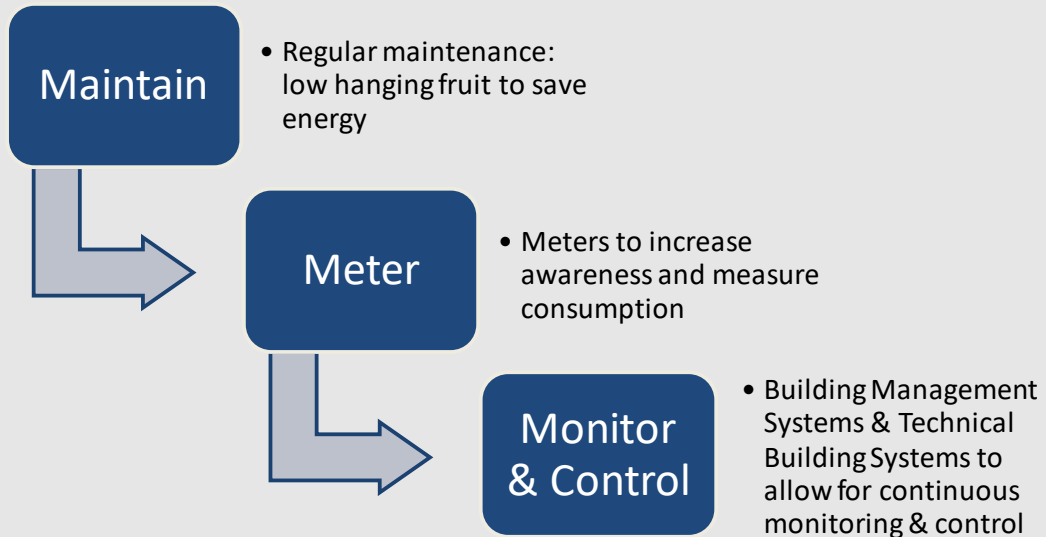 Maintain
• Regular maintenance:
low hanging fruit to save
energy
Meter
• Meters to increase
awareness and measure
consumption
Monitor
& Control
• Building Management
Systems & Technical
Building Systems to
allow for continuous
monitoring & control